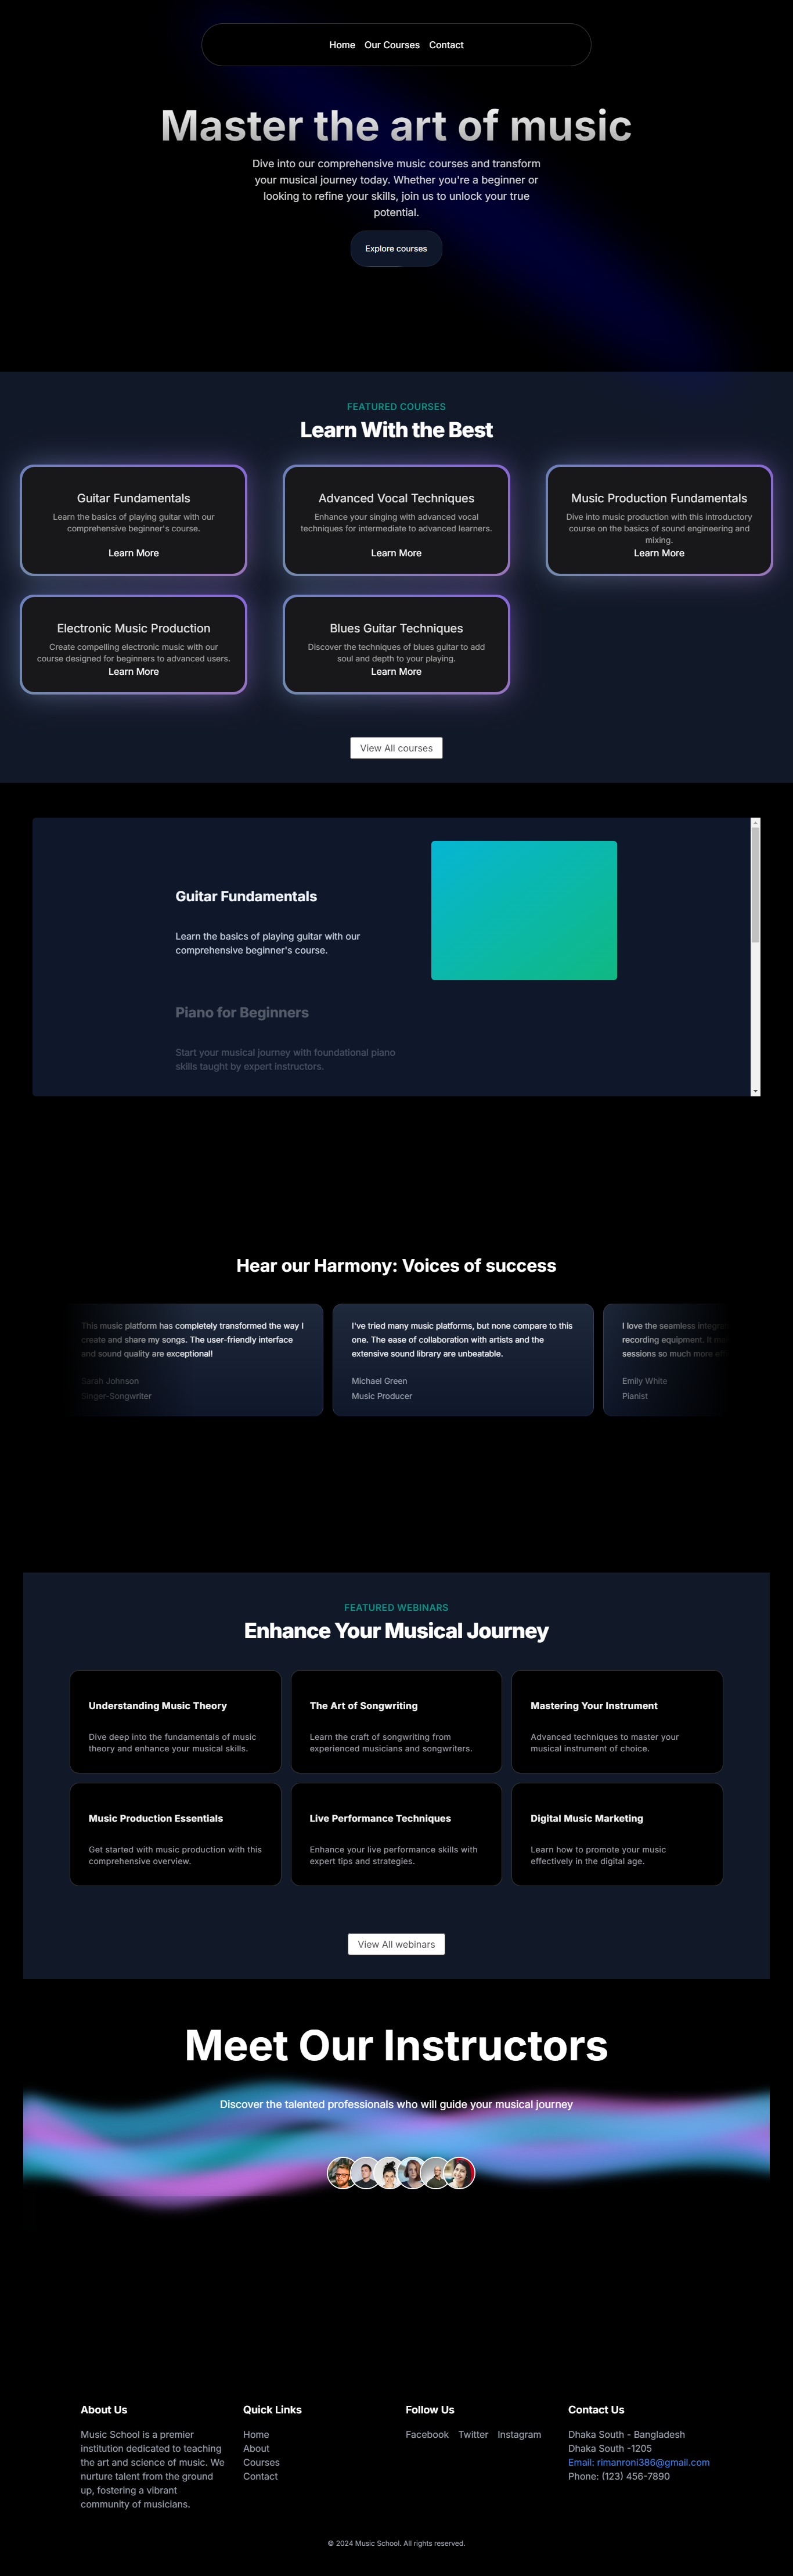 Home Our Courses Contact
Master the art of music
Dive into our comprehensive music courses and transform
your musical journey today. Whether you're a beginner or
looking to refine your skills, join us to unlock your true
potential.
Explore courses
FEATURED COURSES
Learn With the Best
Guitar Fundamentals
Learn the basics of playing guitar with our
comprehensive beginner's course.
Learn More
Advanced Vocal Techniques
Enhance your singing with advanced vocal
techniques for intermediate to advanced learners.
Learn More
Music Production Fundamentals
Dive into music production with this introductory
course on the basics of sound engineering and
mixing.
Learn More
Electronic Music Production
Create compelling electronic music with our
course designed for beginners to advanced users.
Learn More
Blues Guitar Techniques
Discover the techniques of blues guitar to add
soul and depth to your playing.
Learn More
View All courses
Guitar Fundamentals
Learn the basics of playing guitar with our
comprehensive beginner's course.
Piano for Beginners
Start your musical journey with foundational piano
skills taught by expert instructors.
Hear our Harmony: Voices of success
This music platform has completely transformed the way I
create and share my songs. The user-friendly interface
and sound quality are exceptional!
Sarah Johnson
Singer-Songwriter
I've tried many music platforms, but none compare to this
one. The ease of collaboration with artists and the
extensive sound library are unbeatable.
Michael Green
Music Producer
I love the seamless
recording equipment. It
sessions so much more
Emily White
Pianist
FEATURED WEBINARS
Enhance Your Musical Journey
Understanding Music Theory
Dive deep into the fundamentals of music
theory and enhance your musical skills.
The Art of Songwriting
Learn the craft of songwriting from
experienced musicians and songwriters.
Mastering Your Instrument
Advanced techniques to master your
musical instrument of choice.
Music Production Essentials
Get started with music production with this
comprehensive overview.
Live Performance Techniques
Enhance your live performance skills with
expert tips and strategies.
Digital Music Marketing
Learn how to promote your music
effectively in the digital age.
View All webinars
Meet Our Instructors
Discover the talented professionals who will guide your musical journey
About Us
Music School is a premier
institution dedicated to teaching
the art and science of music. We
nurture talent from the ground
up, fostering a vibrant
community of musicians.
Quick Links
Home
About
Courses
Contact
Follow Us
Facebook Twitter Instagram
Contact Us
Dhaka South - Bangladesh
Dhaka South -1205
Email: rimanroni386@gmail.com
Phone: (123) 456-7890
© 2024 Music School. All rights reserved.